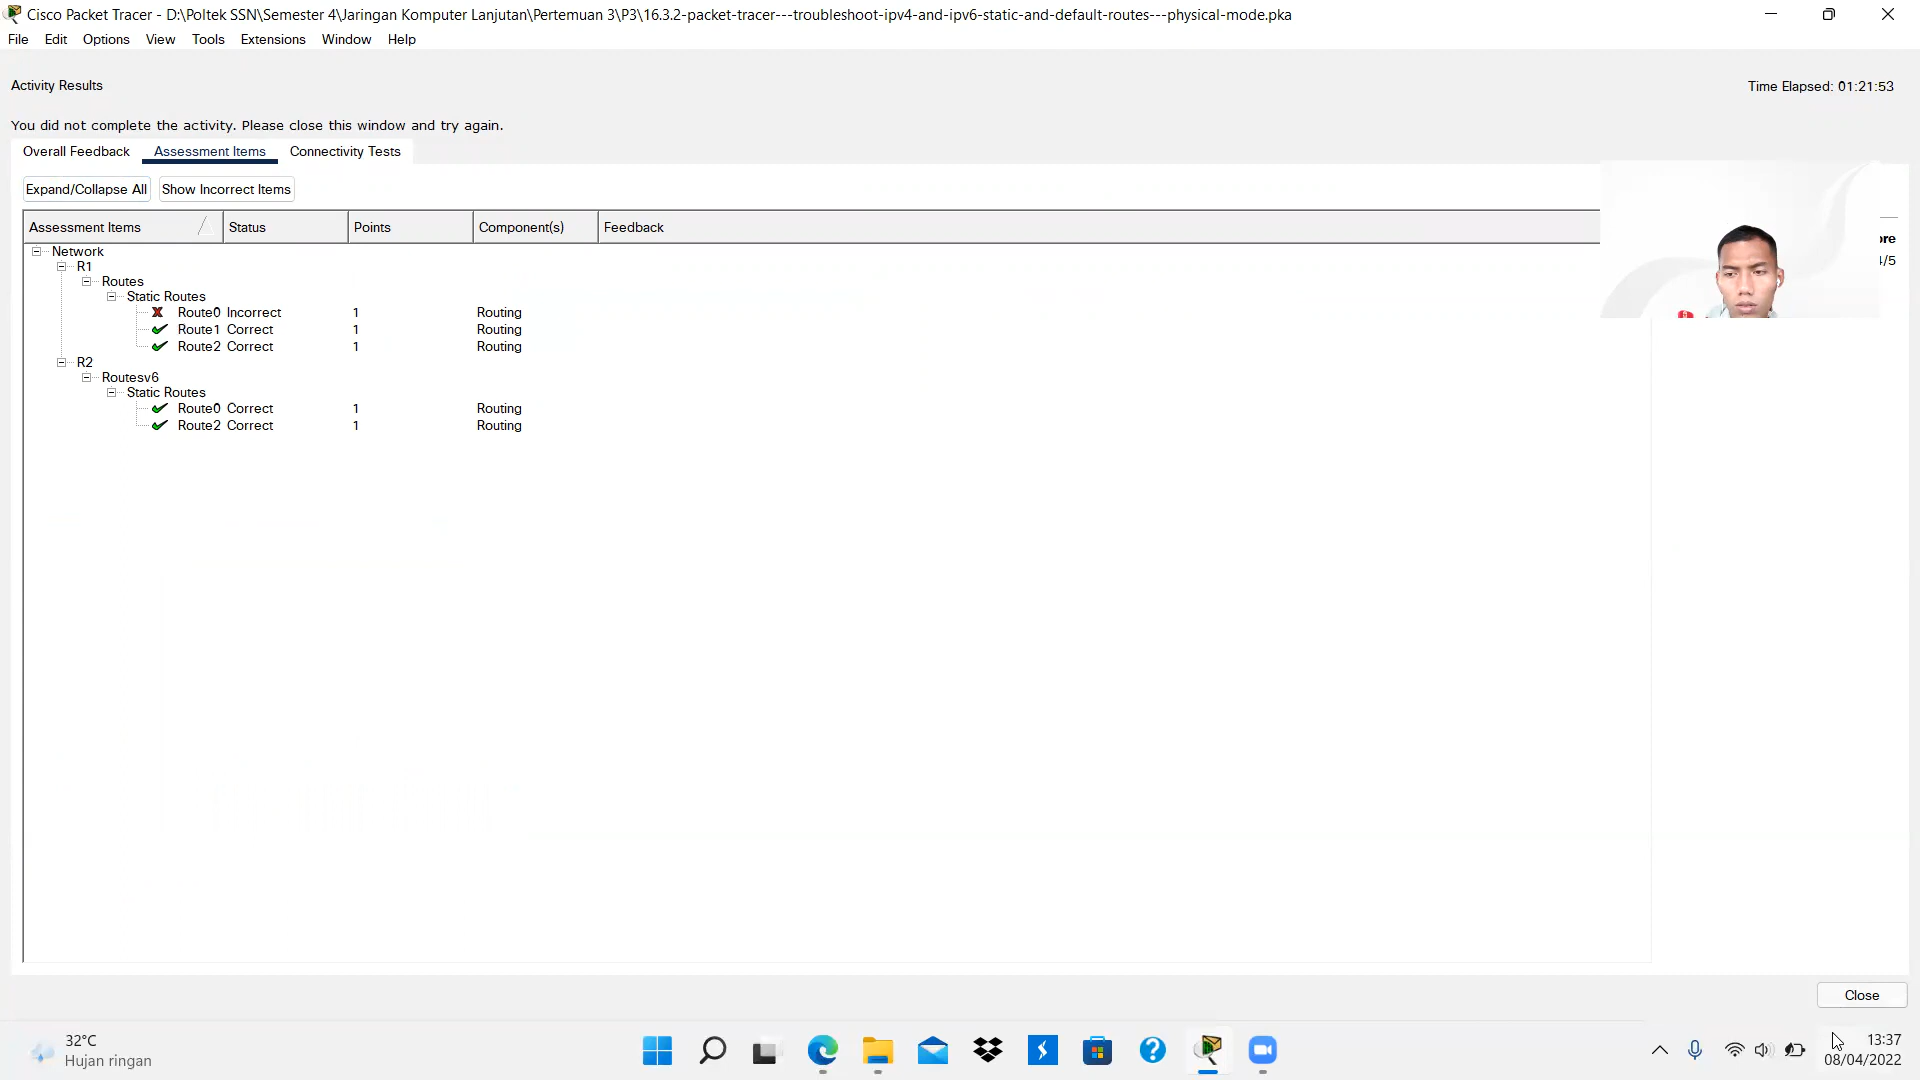 Cisco Packet Tracer - D:\Poltek SSN\Semester 4\Jaringan Komputer Lanjutan\Pertemuan 3\P3\16.3.2-packet-tracer---troubleshoot-ipv4-and-ipv6-static-and-default-routes---physical-mode.pka
File Edit Options View Tools Extensions Window Help
Activity Results
Time Elapsed: 01:21:53
You did not complete the activity. Please close this window and try again.
Overall Feedback Assessment Items Connectivity Tests
Expand/Collapse All Show Incorrect Items
Assessment Items Status Points Component(s) Feedback
Network
R1
Routes
Static Routes
Route0 Incorrect 1 Routing
Route1 Correct 1 Routing
Route2 Correct 1 Routing
R2
Routesv6
Static Routes
Route0 Correct 1 Routing
Route2 Correct 1 Routing
Close
32°C
Hujan ringan
13:37
08/04/2022